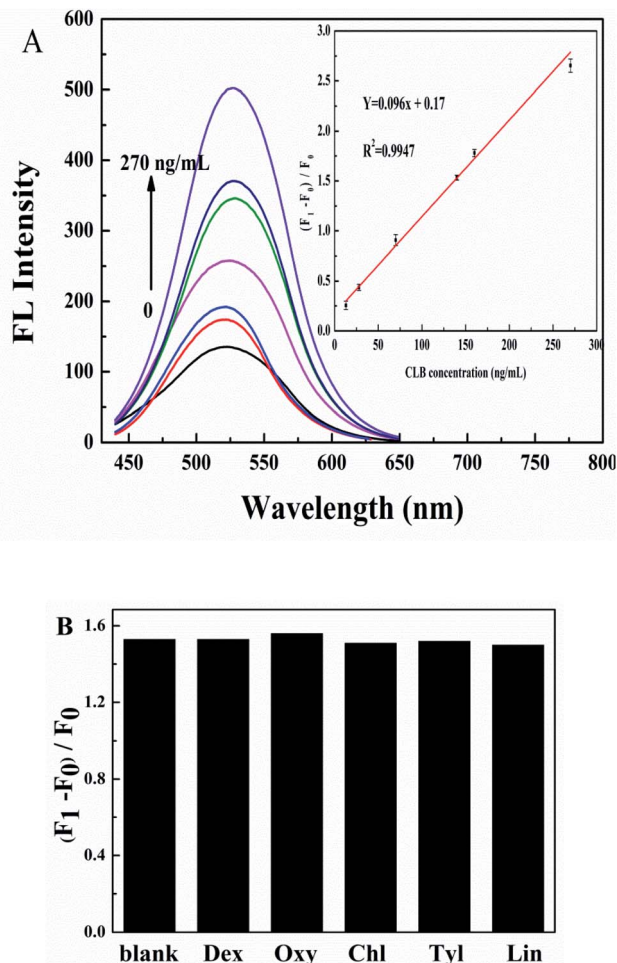 A
600
500
400
300
200
100
0
FL Intensity
270 ng/mL
0
450 500 550 600 650 700 750 800
Wavelength (nm)
3.0
2.5
2.0
1.5
1.0
0.5
0.0
(F1 -F0) / F0
Y=0.096x + 0.17
R2=0.9947
0 50 100 150 200 250 300
CLB concentration (ng/mL)
B
1.6
1.2
0.8
0.4
0.0
(F1 -F0) / F0
blank Dex Oxy Chl Tyl Lin